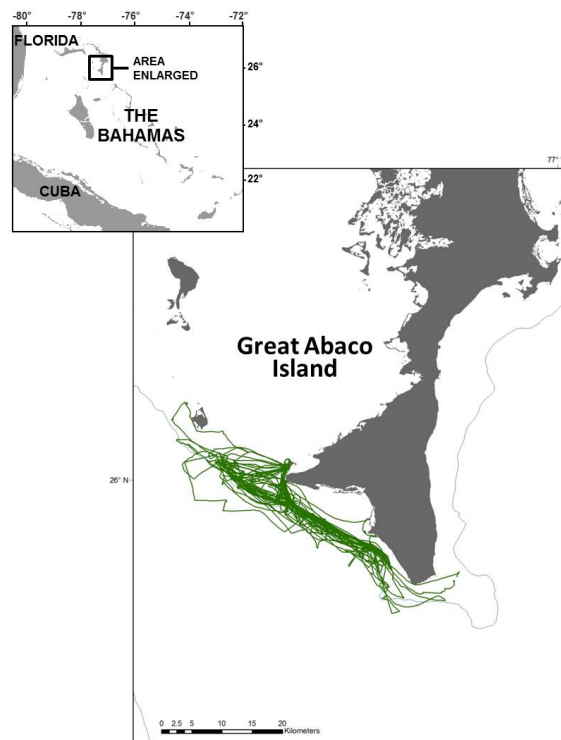 -80° -78° -76° -74° -72°
FLORIDA
AREA
ENLARGED
26°
THE
BAHAMAS
24°
22°
CUBA
77°
Great Abaco
Island
26° N
0 2.5 5 10 15 20
Kilometers